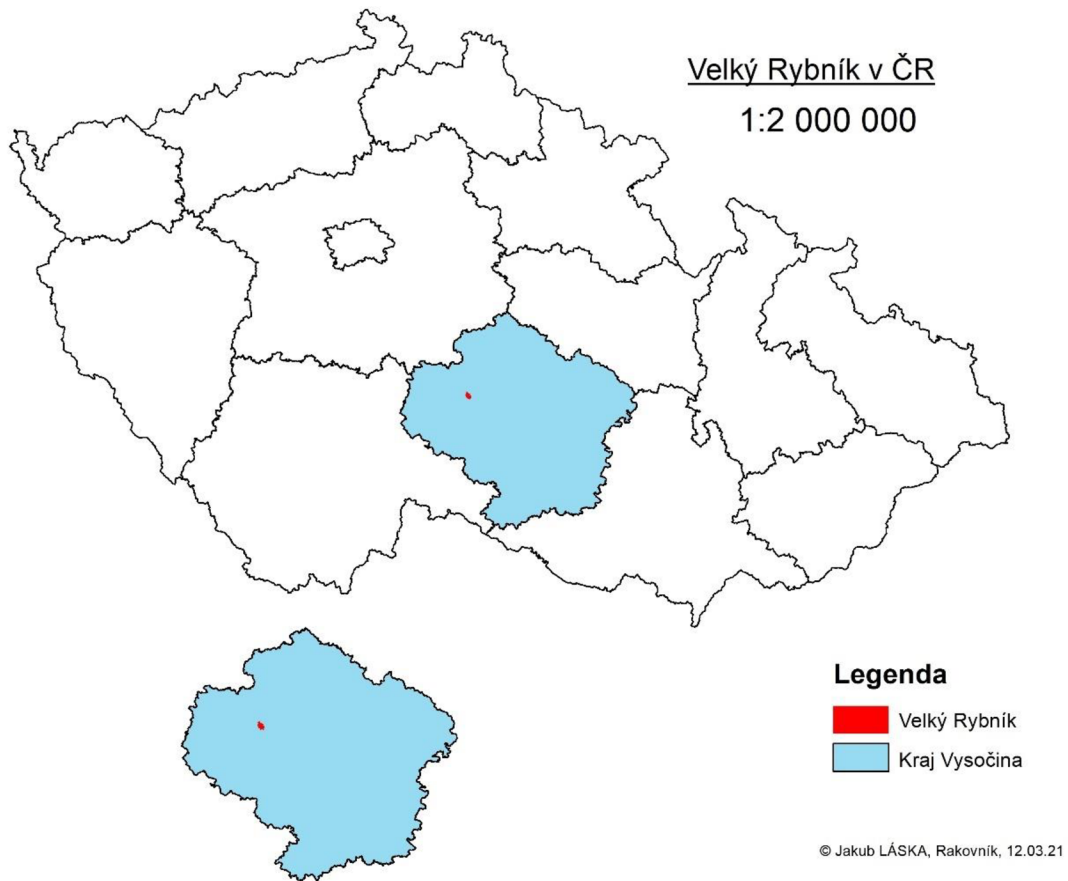 Velký Rybník v ČR
1:2 000 000
Legenda
Velký Rybník
Kraj Vysočina
© Jakub LÁSKA, Rakovník, 12.03.21